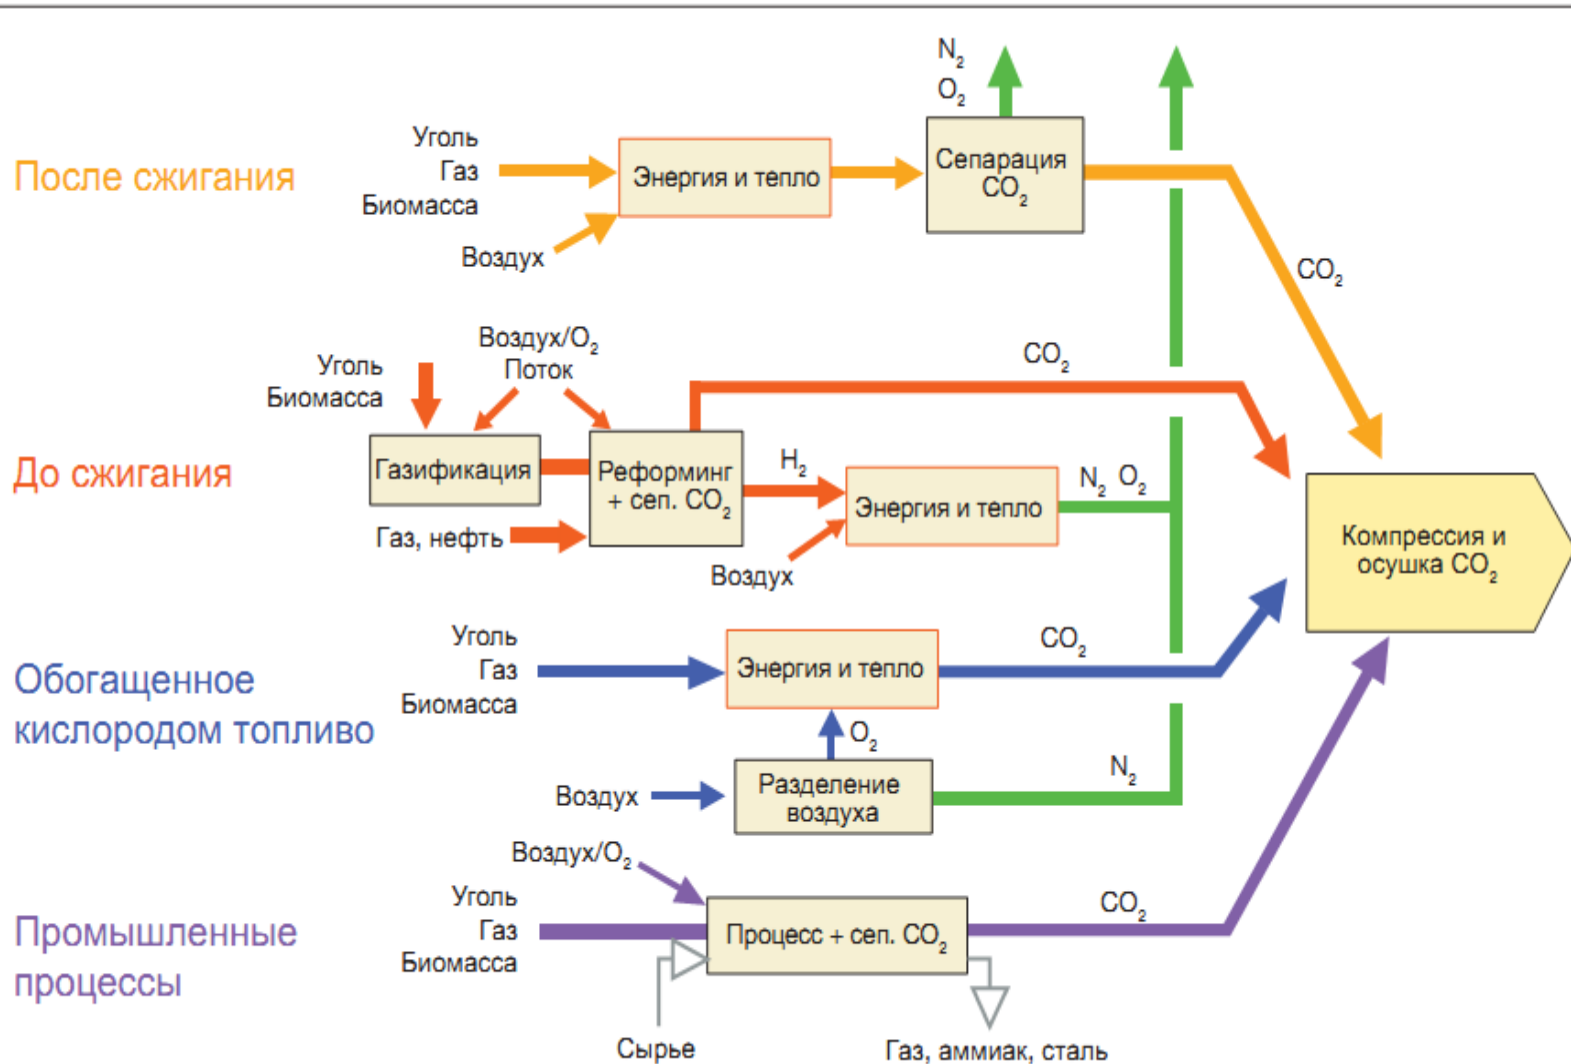 После сжигания
Уголь
Газ
Биомасса
Воздух
Энергия и тепло
N₂
O₂
Сепарация
CO₂
CO₂
До сжигания
Уголь
Биомасса
Воздух/O₂
Поток
Газификация
Газ, нефть
Реформинг
+ сеп. CO₂
CO₂
H₂
Воздух
Энергия и тепло
N₂ O₂
Компрессия и
осушка CO₂
Обогащенное
кислородом топливо
Уголь
Газ
Биомасса
Энергия и тепло
CO₂
O₂
Воздух
Разделение
воздуха
N₂
Промышленные
процессы
Воздух/O₂
Уголь
Газ
Биомасса
Процесс + сеп. CO₂
CO₂
Сырье
Газ, аммиак, сталь